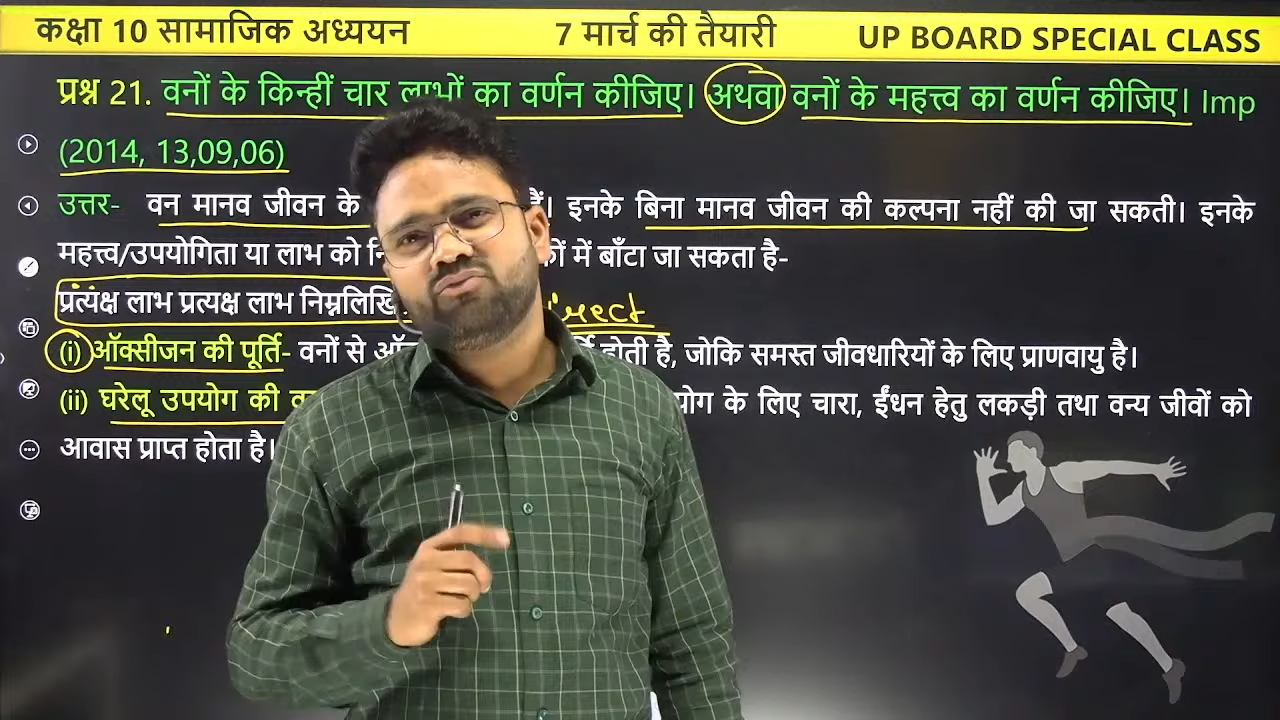 कक्षा 10 सामाजिक अध्ययन 7 मार्च की तैयारी UP BOARD SPECIAL CLASS
प्रश्न 21. वनों के किन्हीं चार लाभों का वर्णन कीजिए। अथवा वनों के महत्त्व का वर्णन कीजिए। Imp
(2014, 13,09,06)
उत्तर- वन मानव जीवन के हैं। इनके बिना मानव जीवन की कल्पना नहीं की जा सकती। इनके
महत्त्व/उपयोगिता या लाभ को में बाँटा जा सकता है-
प्रत्यक्ष लाभ प्रत्यक्ष लाभ
(i) ऑक्सीजन की पूर्ति- वनों से होती है, जोकि समस्त जीवधारियों के लिए प्राणवायु है।
(ii) घरेलू उपयोग की के लिए चारा, ईंधन हेतु लकड़ी तथा वन्य जीवों को
आवास प्राप्त होता है।